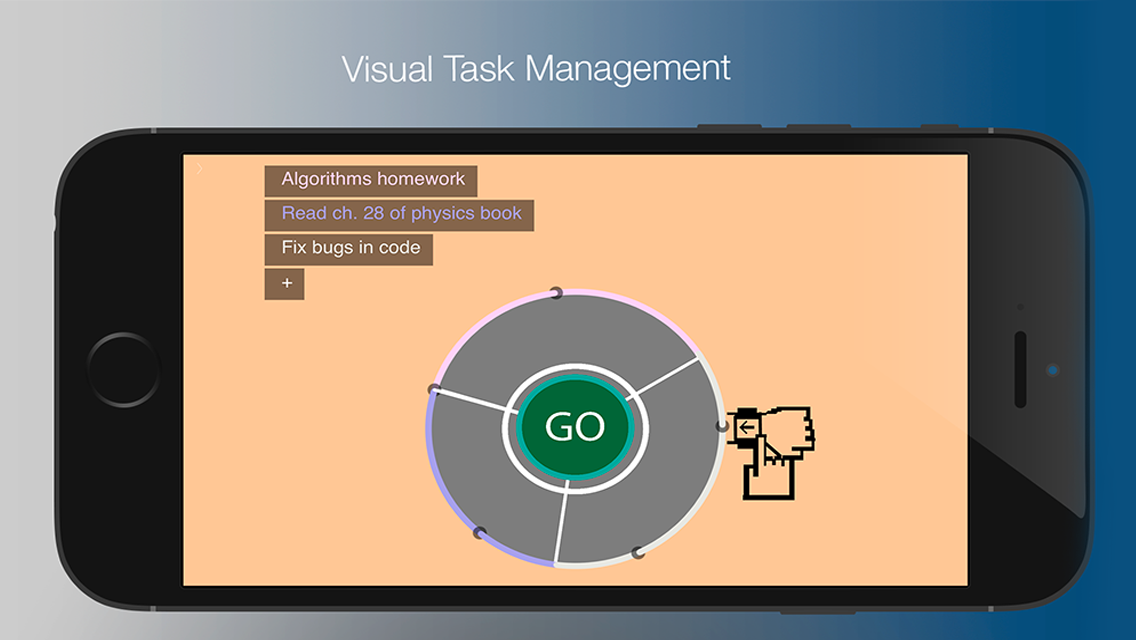 Visual Task Management
Algorithms homework
Read ch. 28 of physics book
Fix bugs in code
+
GO